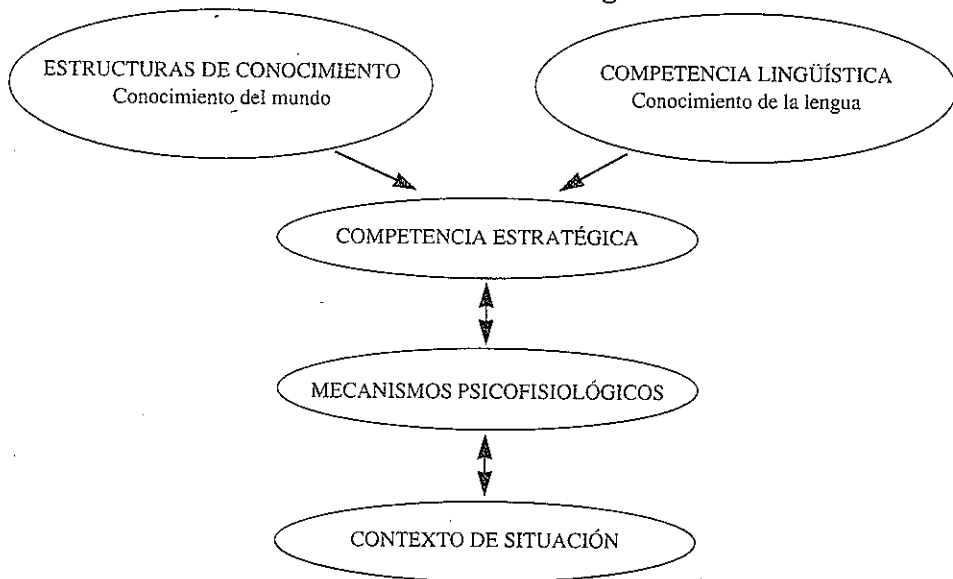 ESTRUCTURAS DE CONOCIMIENTO
Conocimiento del mundo
COMPETENCIA LINGÜÍSTICA
Conocimiento de la lengua
COMPETENCIA ESTRATÉGICA
MECANISMOS PSICOFISIOLÓGICOS
CONTEXTO DE SITUACIÓN